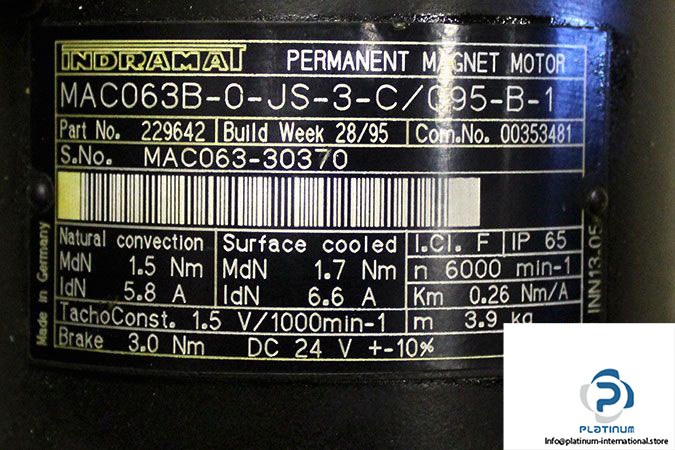 INDRAMAT PERMANENT MAGNET MOTOR
MAC063B-0-JS-3-C/095-B-1
Part No. 229642 Build Week 28/95 Com.No. 00353481
S.No. MAC063-30370
Natural convection Surface cooled I.Cl. F IP 65
MdN 1.5 Nm MdN 1.7 Nm n 6000 min-1
IdN 5.8 A IdN 6.6 A Km 0.26 Nm/A
TachoConst. 1.5 V/1000min-1 m 3.9 kg
Brake 3.0 Nm DC 24 V +-10%
Made in Germany
INN13.05
PLATINUM
Info@platinum-international.store